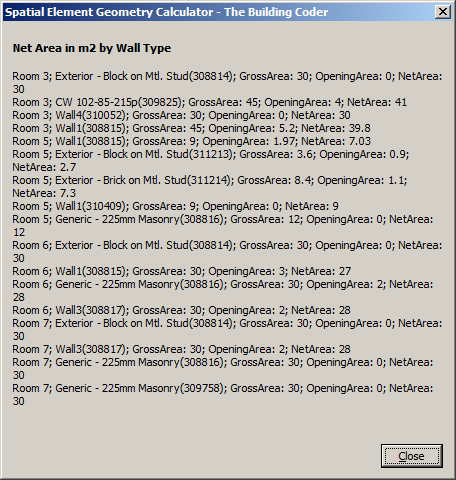 Spatial Element Geometry Calculator - The Building Coder
Net Area in m2 by Wall Type
Room 3; Exterior - Block on Mtl. Stud(308814); GrossArea: 30; OpeningArea: 0; NetArea:
30
Room 3; CW 102-85-215p(309825); GrossArea: 45; OpeningArea: 4; NetArea: 41
Room 3; Wall4(310052); GrossArea: 30; OpeningArea: 0; NetArea: 30
Room 3; Wall1(308815); GrossArea: 45; OpeningArea: 5.2; NetArea: 39.8
Room 5; Wall1(308815); GrossArea: 9; OpeningArea: 1.97; NetArea: 7.03
Room 5; Exterior - Block on Mtl. Stud(311213); GrossArea: 3.6; OpeningArea: 0.9;
NetArea: 2.7
Room 5; Exterior - Brick on Mtl. Stud(311214); GrossArea: 8.4; OpeningArea: 1.1;
NetArea: 7.3
Room 5; Wall1(310409); GrossArea: 9; OpeningArea: 0; NetArea: 9
Room 5; Generic - 225mm Masonry(308816); GrossArea: 12; OpeningArea: 0; NetArea:
12
Room 6; Exterior - Block on Mtl. Stud(308814); GrossArea: 30; OpeningArea: 0; NetArea:
30
Room 6; Wall1(308815); GrossArea: 30; OpeningArea: 3; NetArea: 27
Room 6; Generic - 225mm Masonry(308816); GrossArea: 30; OpeningArea: 2; NetArea:
28
Room 6; Wall3(308817); GrossArea: 30; OpeningArea: 2; NetArea: 28
Room 7; Exterior - Block on Mtl. Stud(308814); GrossArea: 30; OpeningArea: 0; NetArea:
30
Room 7; Wall3(308817); GrossArea: 30; OpeningArea: 2; NetArea: 28
Room 7; Generic - 225mm Masonry(308816); GrossArea: 30; OpeningArea: 0; NetArea:
30
Room 7; Generic - 225mm Masonry(309758); GrossArea: 30; OpeningArea: 0; NetArea:
30
Close